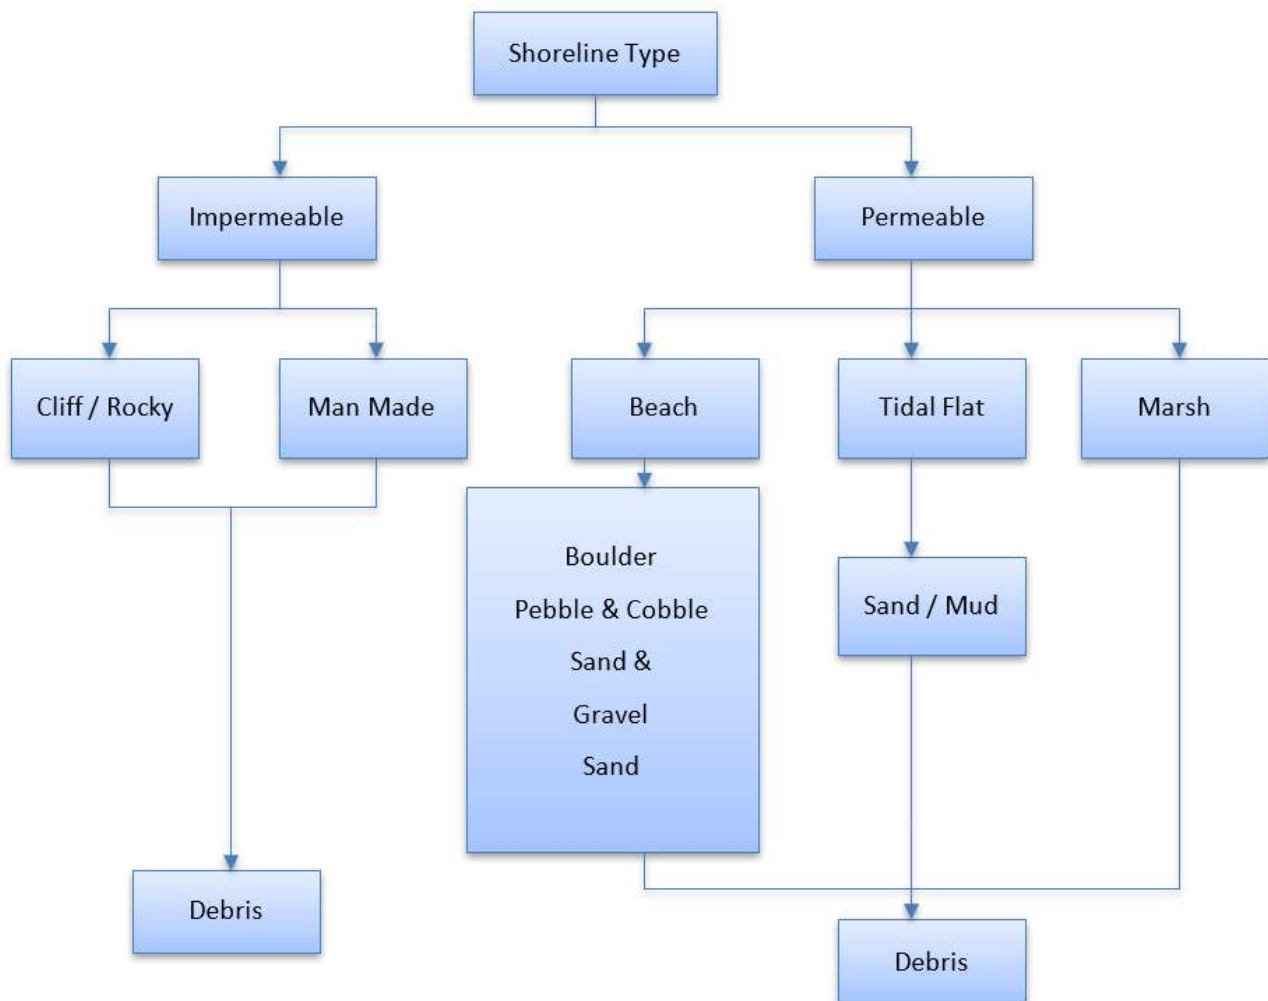 Shoreline Type
Impermeable
Permeable
Cliff / Rocky
Man Made
Beach
Tidal Flat
Marsh
Boulder
Pebble & Cobble
Sand &
Gravel
Sand
Sand / Mud
Debris
Debris